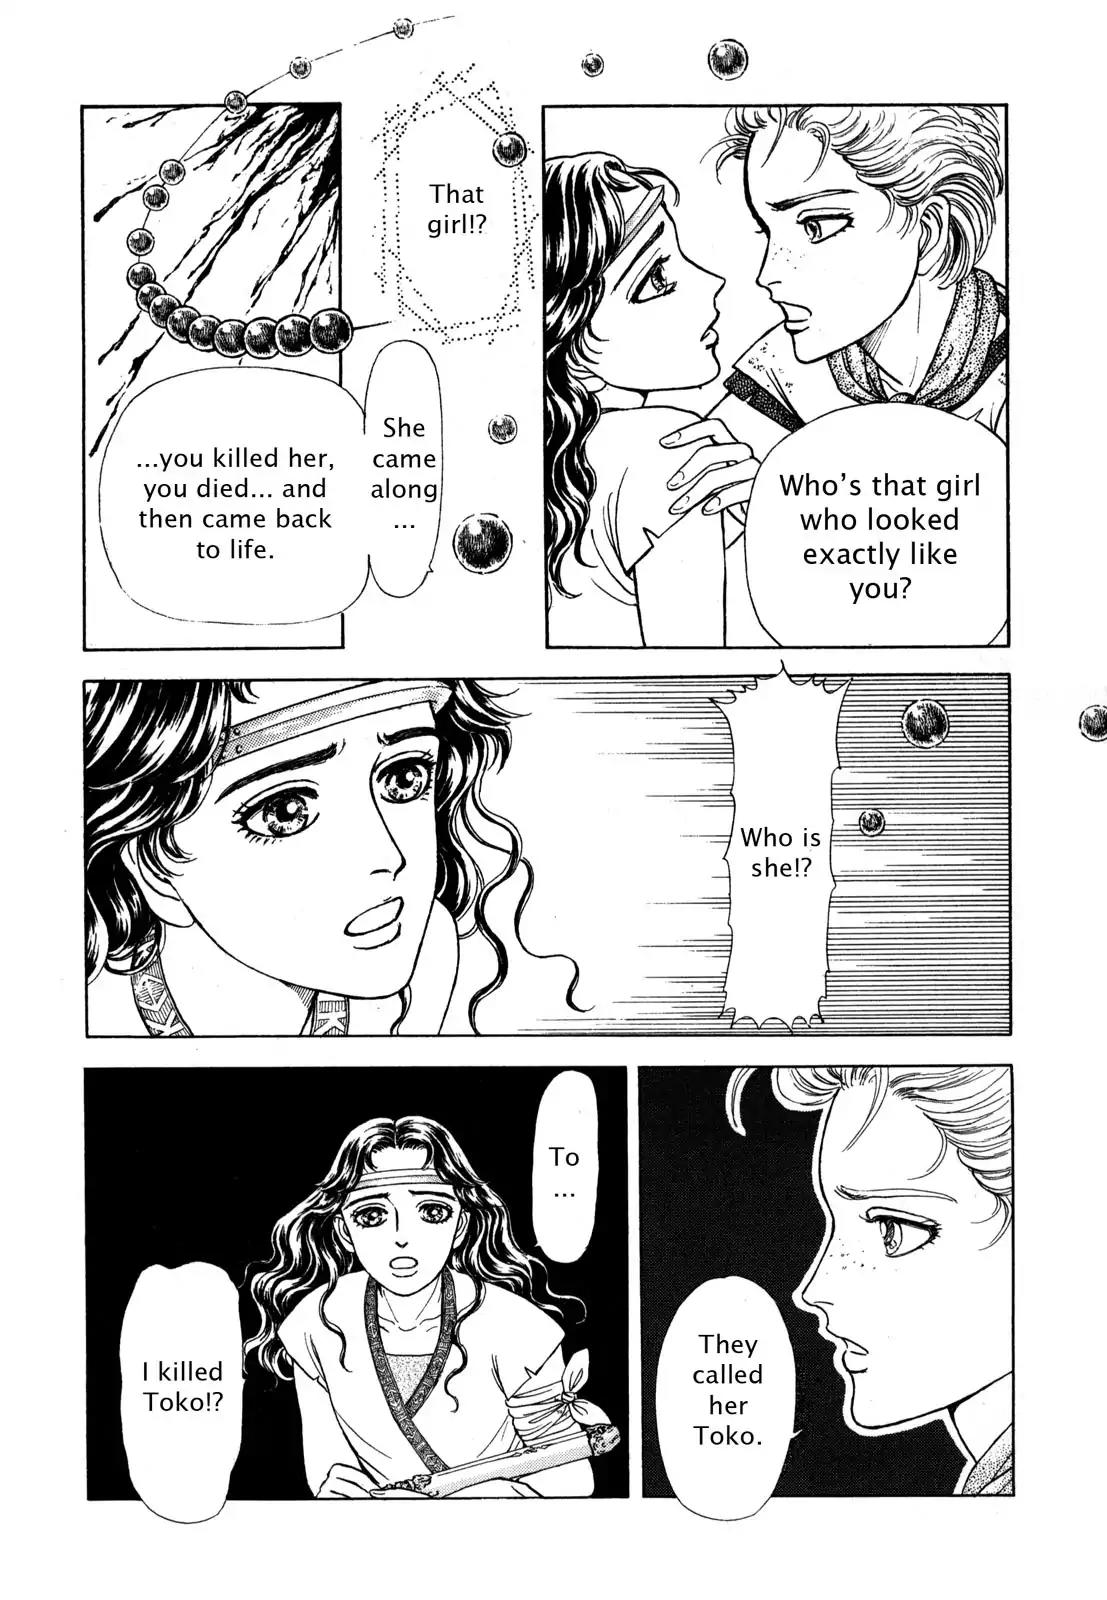 Who's that girl
who looked
exactly like
you?
That
girl!?
She
came
along
...
...you killed her,
you died... and
then came back
to life.
Who is
she!?
They
called
her
Toko.
To
...
I killed
Toko!?